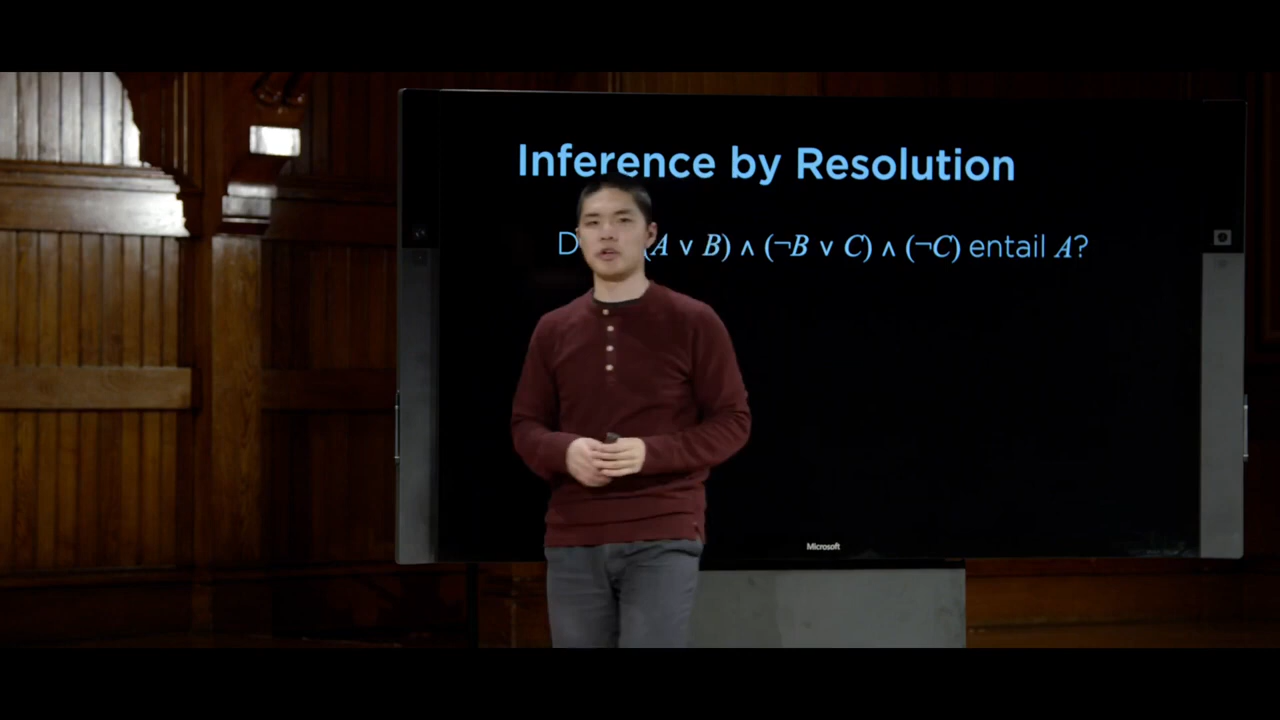 Inference by Resolution
(A ∨ B) ∧ (¬B ∨ C) ∧ (¬C) entail A?
Microsoft